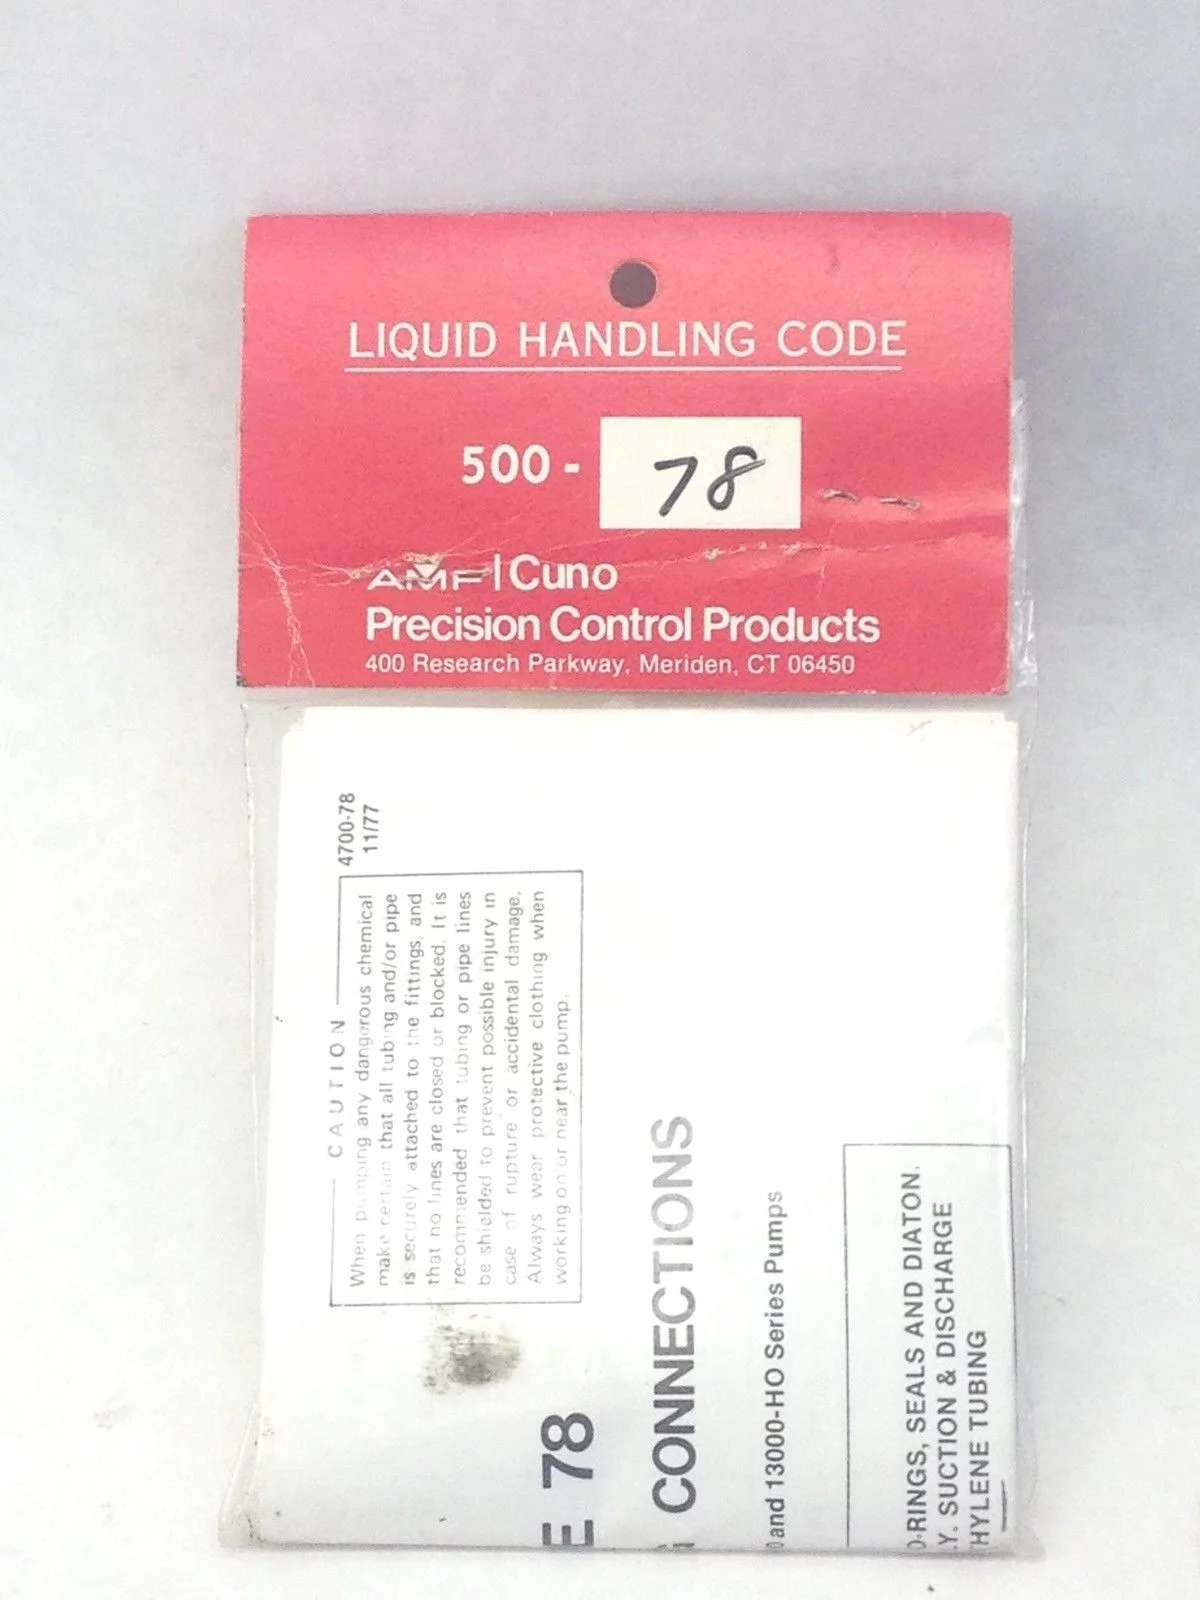 LIQUID HANDLING CODE
500 - 78
AMF | Cuno
Precision Control Products
400 Research Parkway, Meriden, CT 06450
4700-78
11/77
CAUTION
When pumping any dangerous chemical
make certain that all tubing and/or pipe
is securely attached to the fittings, and
that no lines are closed or blocked. It is
recommended that tubing or pipe lines
be shielded to prevent possible injury in
case of rupture or accidental damage.
Always wear protective clothing when
working on or near the pump.
E 78
CONNECTIONS
0 and 13000-HO Series Pumps
O-RINGS, SEALS AND DIATON.
.Y. SUCTION & DISCHARGE
HYLENE TUBING